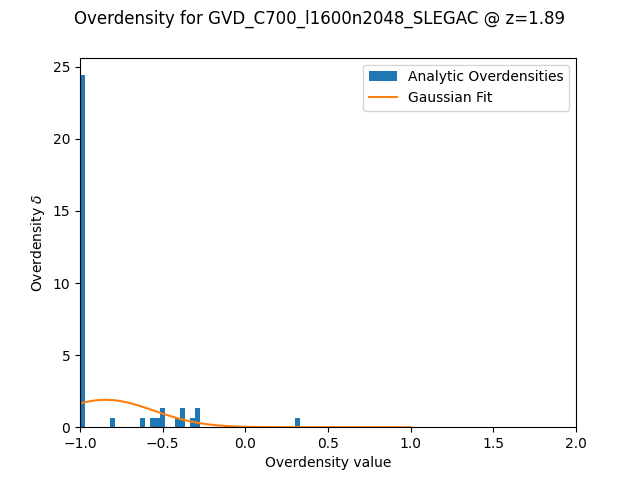 Overdensity for GVD_C700_l1600n2048_SLEGAC @ z=1.89
Analytic Overdensities
Gaussian Fit
Overdensity δ
25
20
15
10
5
0
−1.0 −0.5 0.0 0.5 1.0 1.5 2.0
Overdensity value